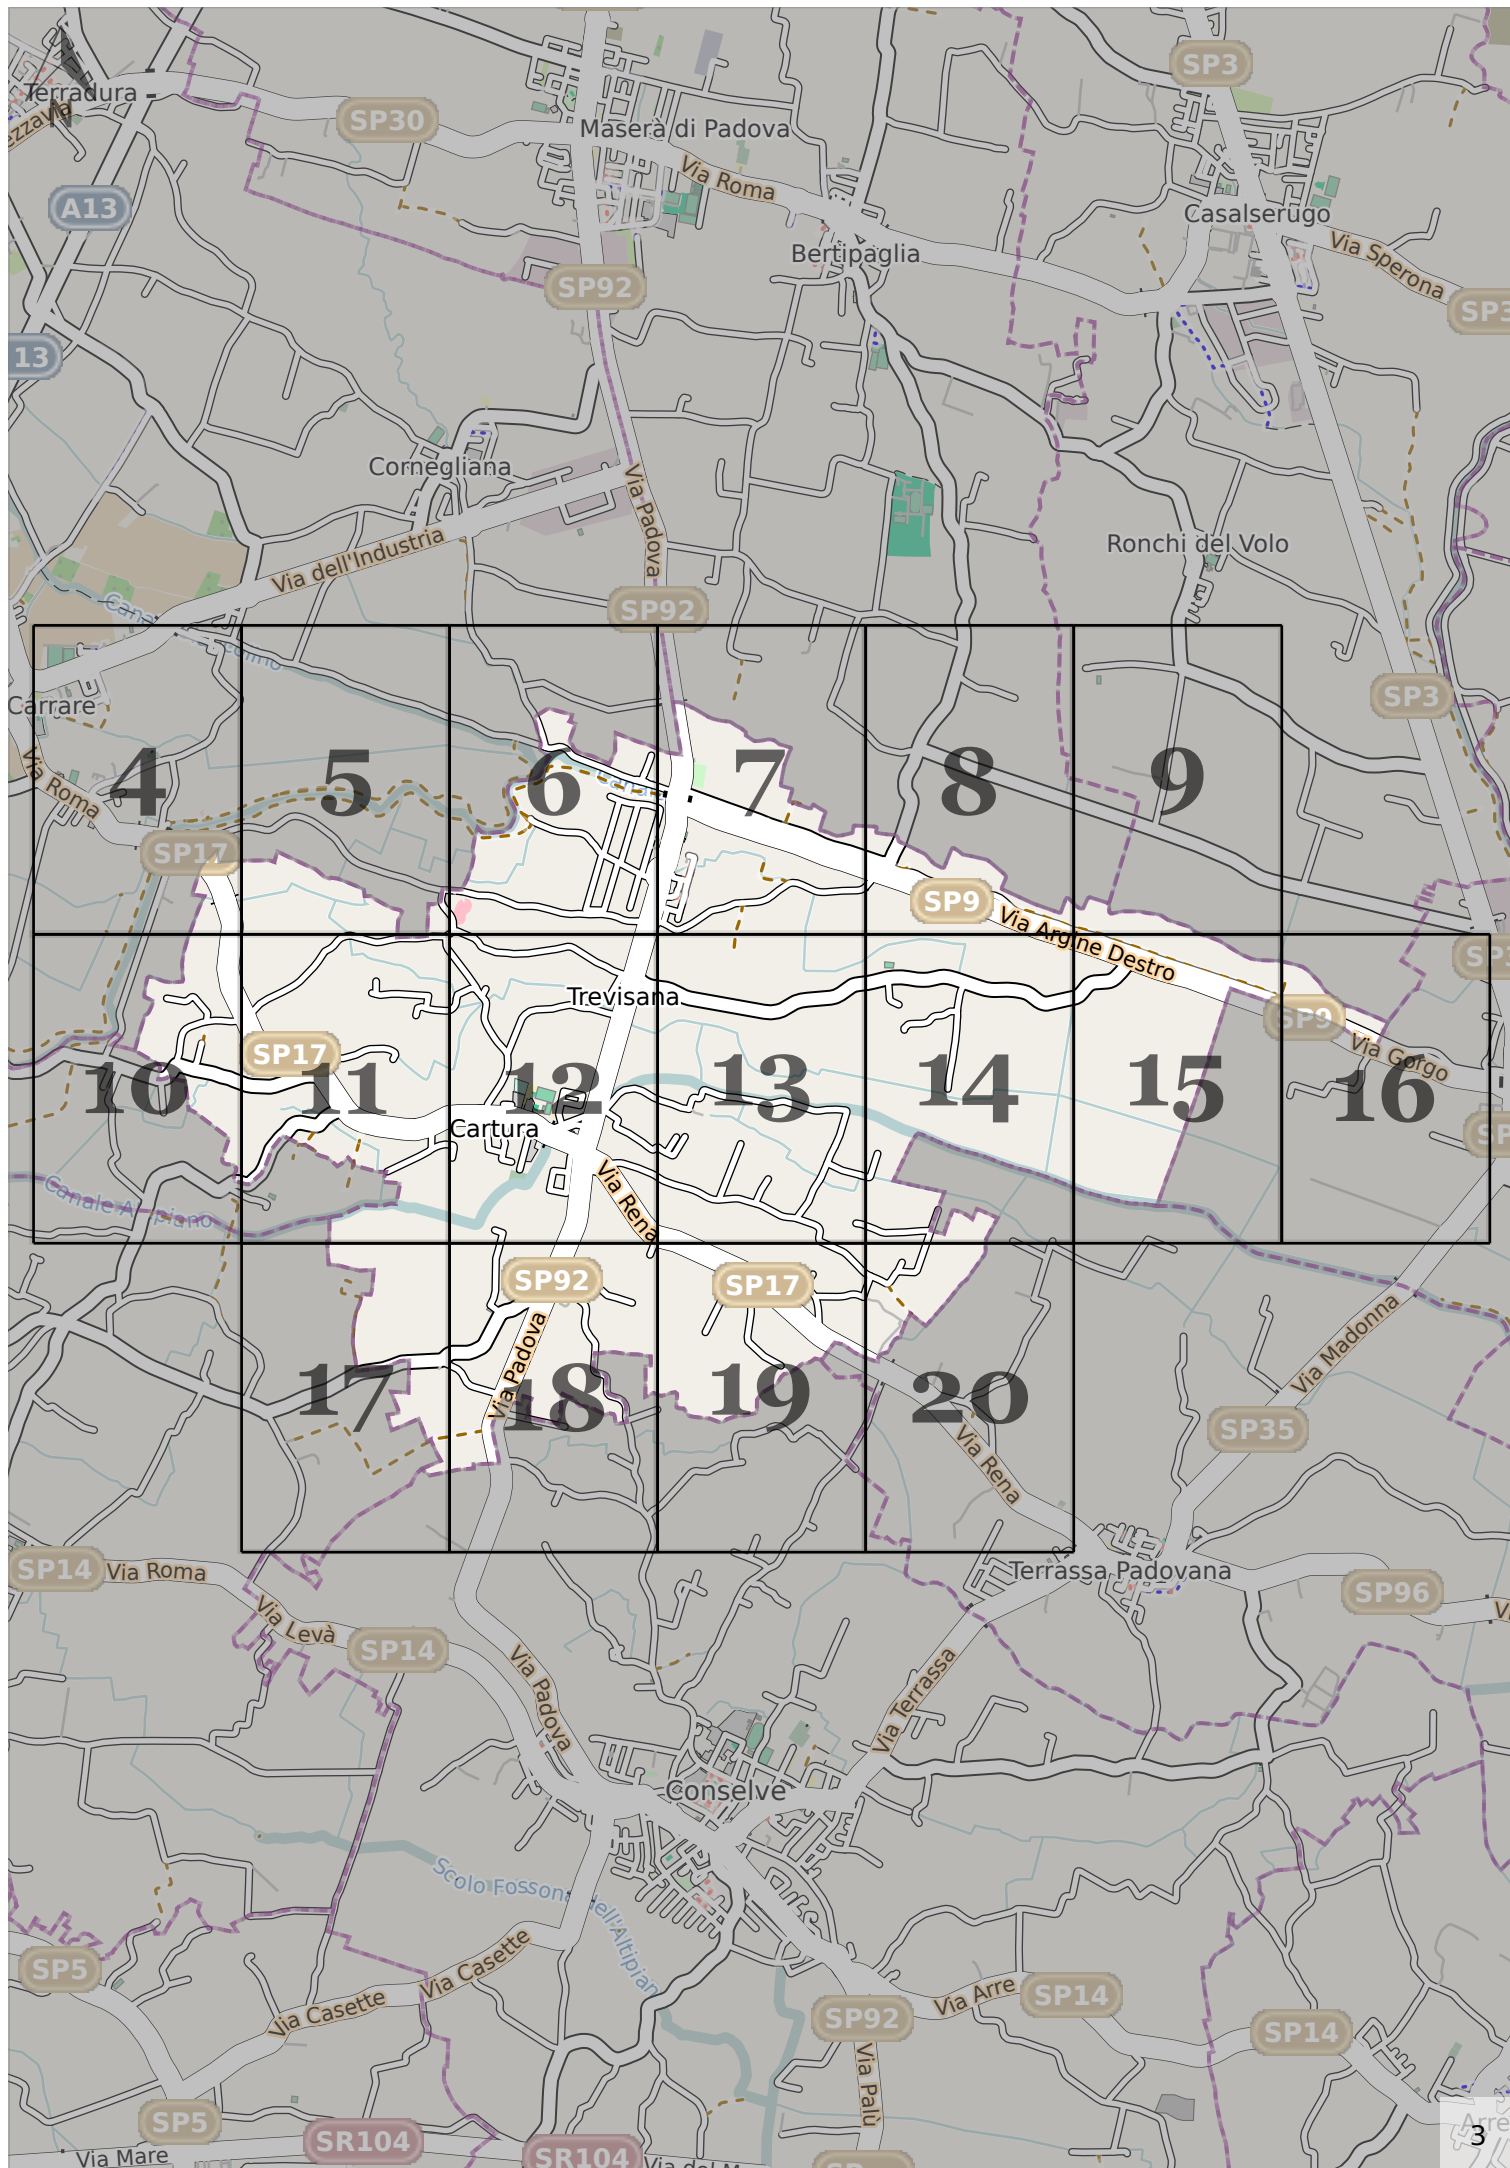 SP3
Terradura
N
SP30
Maserà di Padova
Via Roma
A13
Casalserugo
Bertipaglia
Via Sperona
SP92
13
Cornegliana
Via Padova
Via dell'Industria
Ronchi del Volo
SP92
SP3
Carrare
Via Roma
4
5
6
7
8
9
SP17
SP9
Via Argine Destro
Trevisana
SP9
Via Gorgo
SP17
10
11
12
13
14
15
16
Cartura
Via Rena
SP92
SP17
Via Padova
Via Madonna
17
18
19
20
SP35
Via Rena
SP14
Via Roma
Terrassa Padovana
SP96
Via Levà
SP14
Via Padova
Via Terrassa
Conselve
Scolo Fossona dell'Altipian
SP5
Via Casette
Via Casette
Via Arre
SP14
SP92
SP14
Via Palù
SP5
SR104
SR104
Via Mare
Arre
3